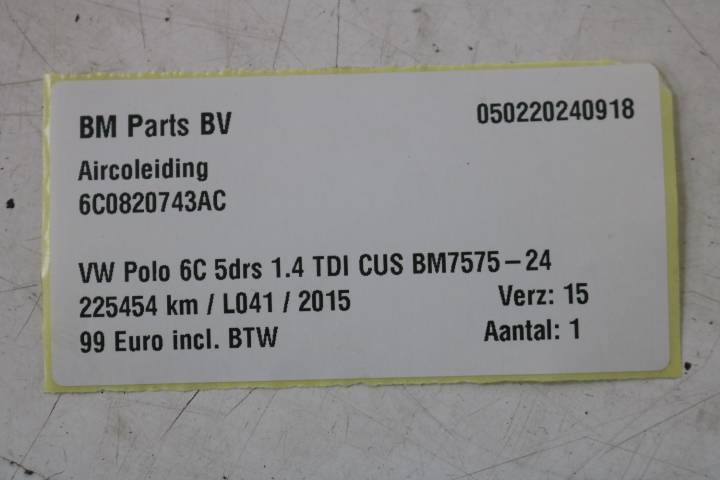 BM Parts BV 050220240918
Aircoleiding
6C0820743AC
VW Polo 6C 5drs 1.4 TDI CUS BM7575-24
225454 km / L041 / 2015 Verz: 15
99 Euro incl. BTW Aantal: 1